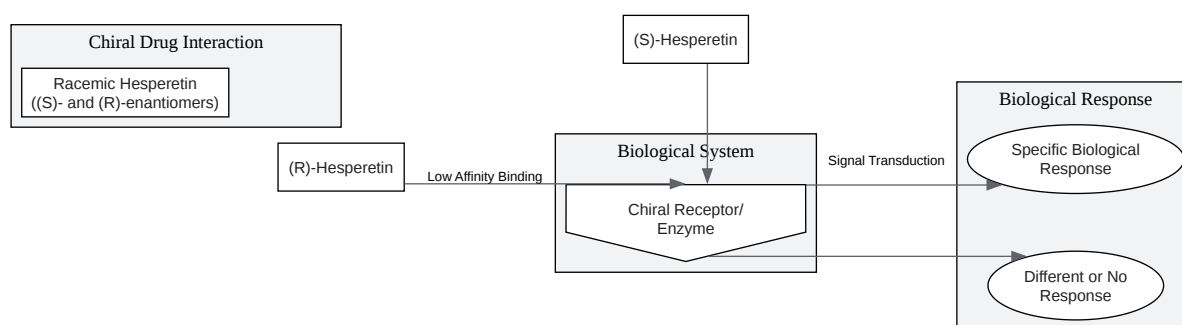 Chiral Drug Interaction
Racemic Hesperetin
((S)- and (R)-enantiomers)
(S)-Hesperetin
(R)-Hesperetin
Low Affinity Binding
Biological System
Chiral Receptor/
Enzyme
Signal Transduction
Biological Response
Specific Biological
Response
Different or No
Response